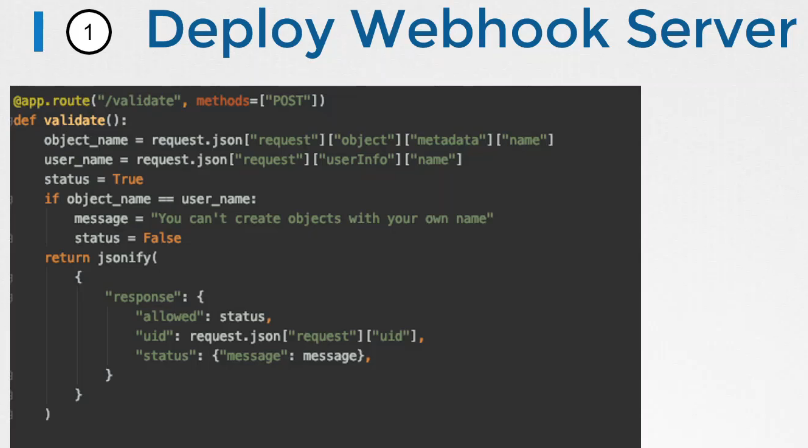 1 Deploy Webhook Server
@app.route("/validate", methods=["POST"])
def validate():
    object_name = request.json["request"]["object"]["metadata"]["name"]
    user_name = request.json["request"]["userInfo"]["name"]
    status = True
    if object_name == user_name:
        message = "You can't create objects with your own name"
        status = False
    return jsonify(
        {
            "response": {
                "allowed": status,
                "uid": request.json["request"]["uid"],
                "status": {"message": message},
            }
        }
    )